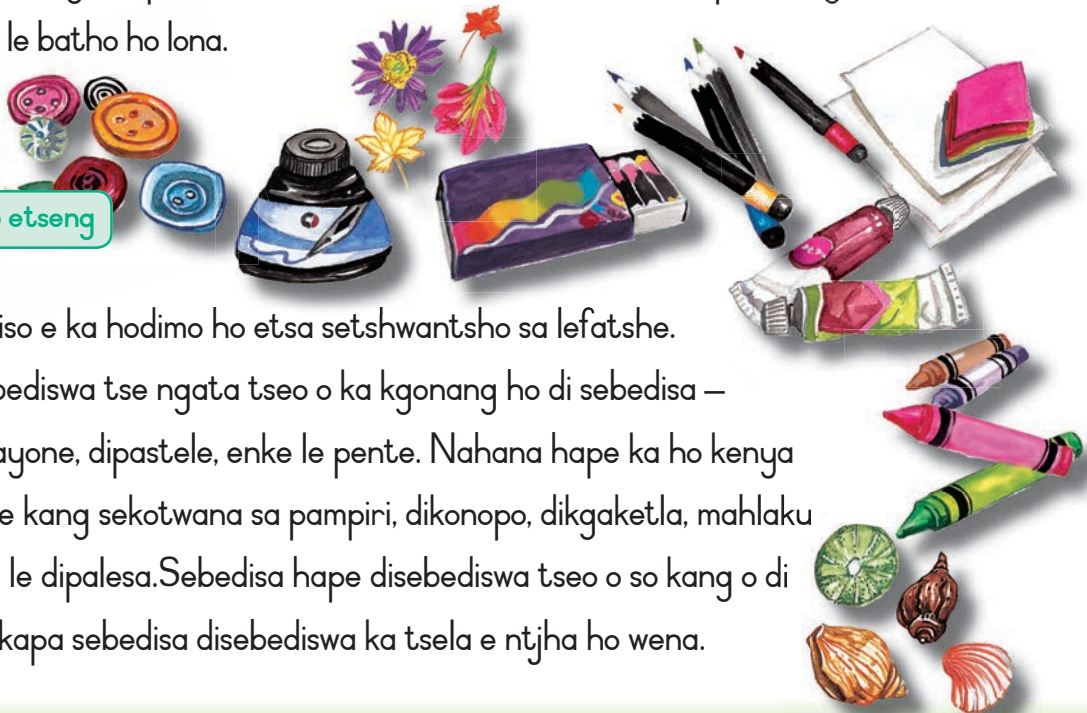 le batho ho lona.
etseng
iso e ka hodimo ho etsa setshwantsho sa lefatshe.
bediswa tse ngata tseo o ka kgonang ho di sebedisa –
ayone, dipastele, enke le pente. Nahana hape ka ho kenya
e kang sekotwana sa pampiri, dikonopo, dikgaketla, mahlaku
le dipalesa.Sebedisa hape disebediswa tseo o so kang o di
kapa sebedisa disebediswa ka tsela e ntjha ho wena.